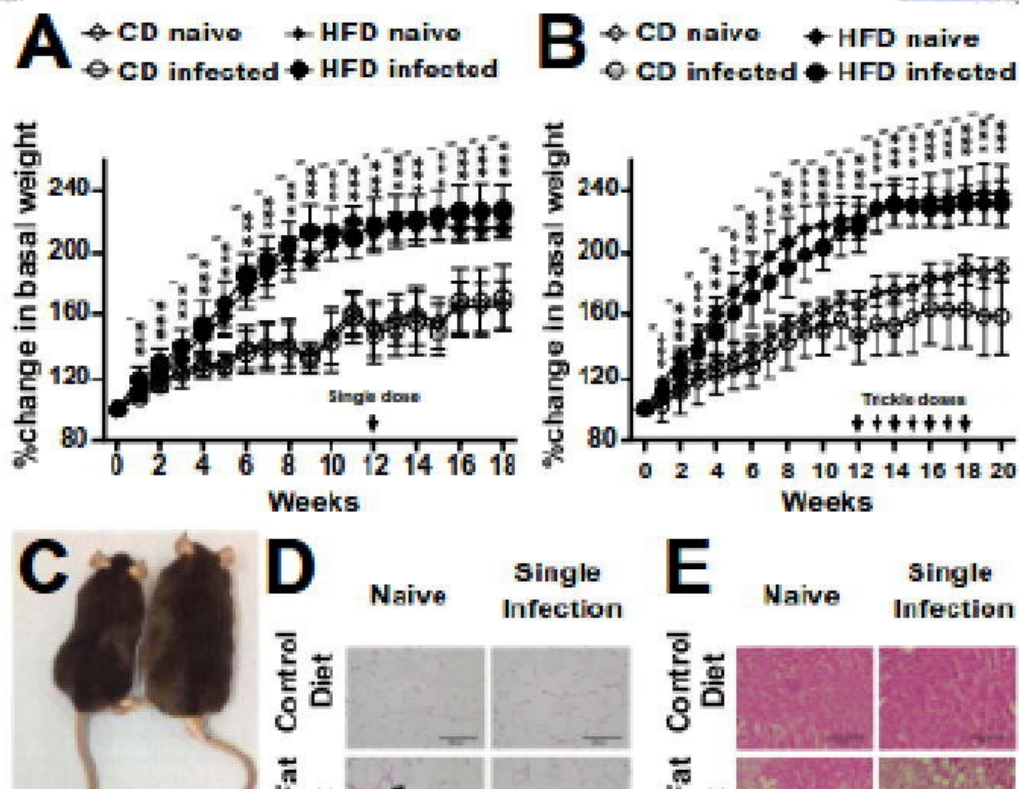 A
CD naive
HFD naive
CD infected
HFD infected
%change in basal weight
240
200
160
120
80
Single dose
0 2 4 6 8 10 12 14 16 18
Weeks
B
CD naive
HFD naive
CD infected
HFD infected
%change in basal weight
240
200
160
120
80
Trickle doses
0 2 4 6 8 10 12 14 16 18 20
Weeks
C
D
Naive
Single
Infection
Control
Diet
E
Naive
Single
Infection
Control
Diet